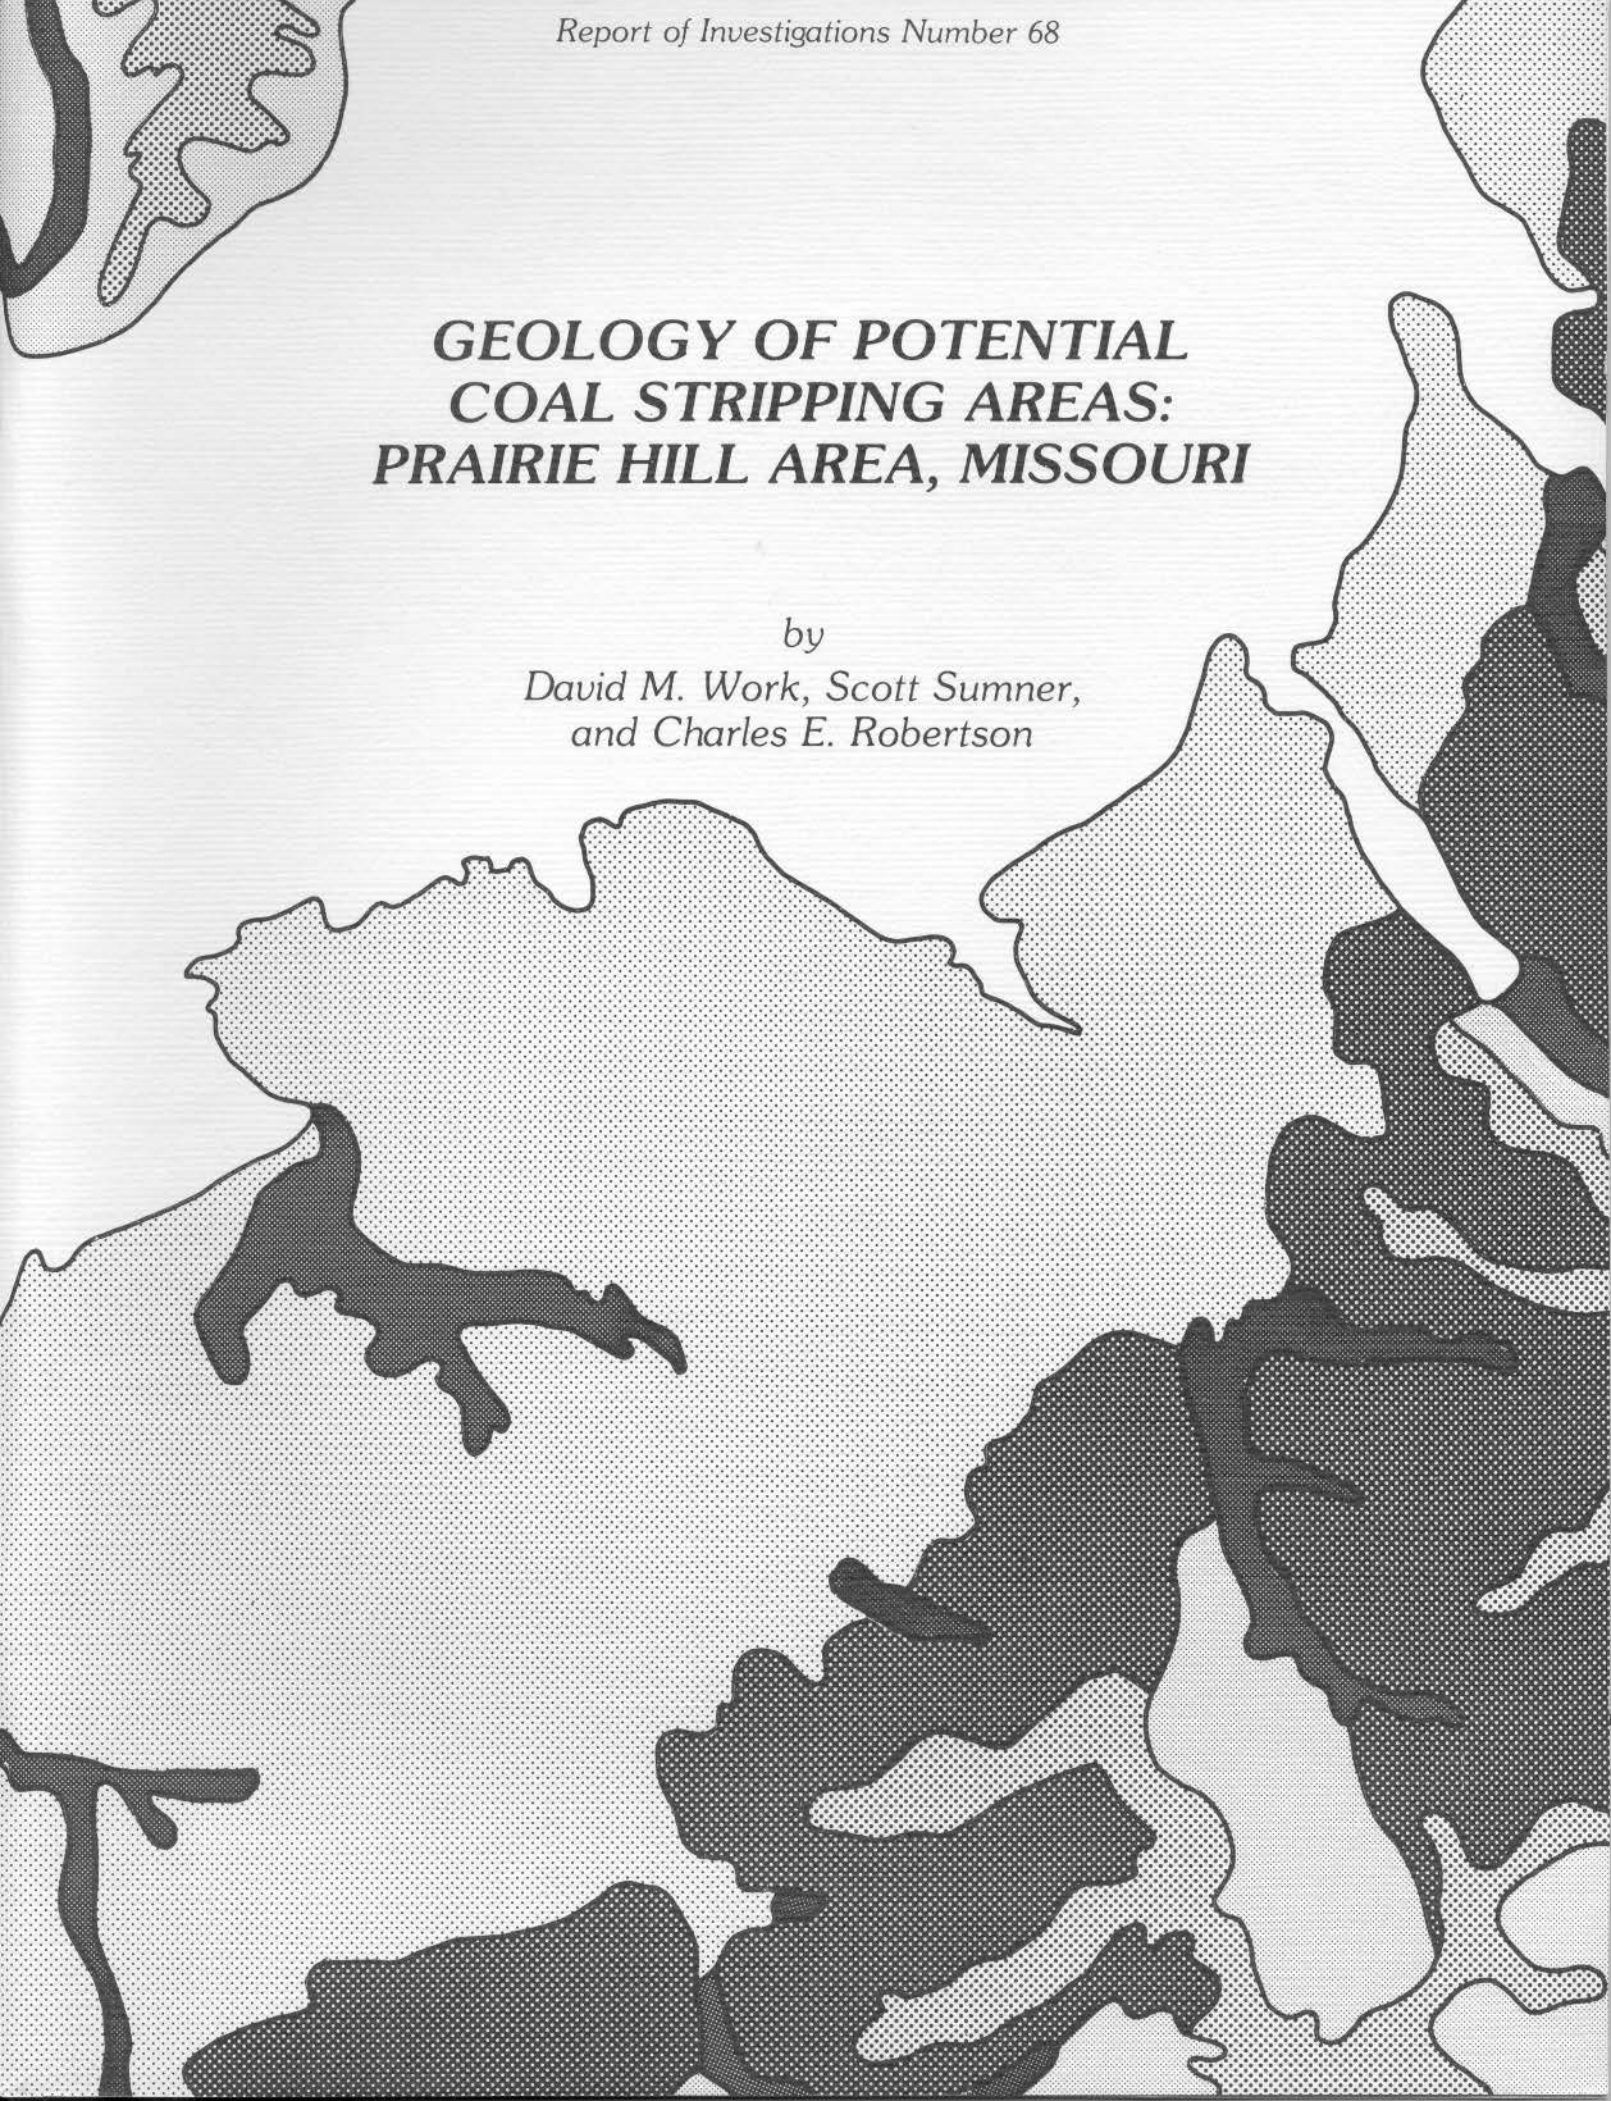 Report of Investigations Number 68
GEOLOGY OF POTENTIAL
COAL STRIPPING AREAS:
PRAIRIE HILL AREA, MISSOURI
by
David M. Work, Scott Sumner,
and Charles E. Robertson